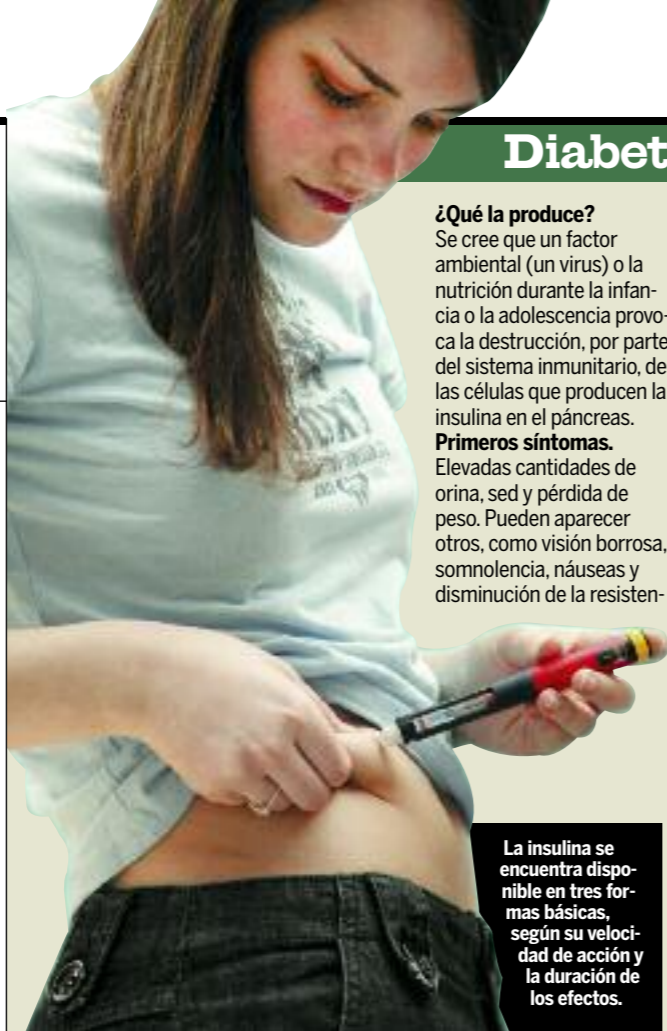 Diabet
¿Qué la produce?
Se cree que un factor
ambiental (un virus) o la
nutrición durante la infan-
cia o la adolescencia provo-
ca la destrucción, por parte
del sistema inmunitario, de
las células que producen la
insulina en el páncreas.
Primeros síntomas.
Elevadas cantidades de
orina, sed y pérdida de
peso. Pueden aparecer
otros, como visión borrosa,
somnolencia, náuseas y
disminución de la resisten-
La insulina se
encuentra dispo-
nible en tres for-
mas básicas,
según su veloci-
dad de acción y
la duración de
los efectos.